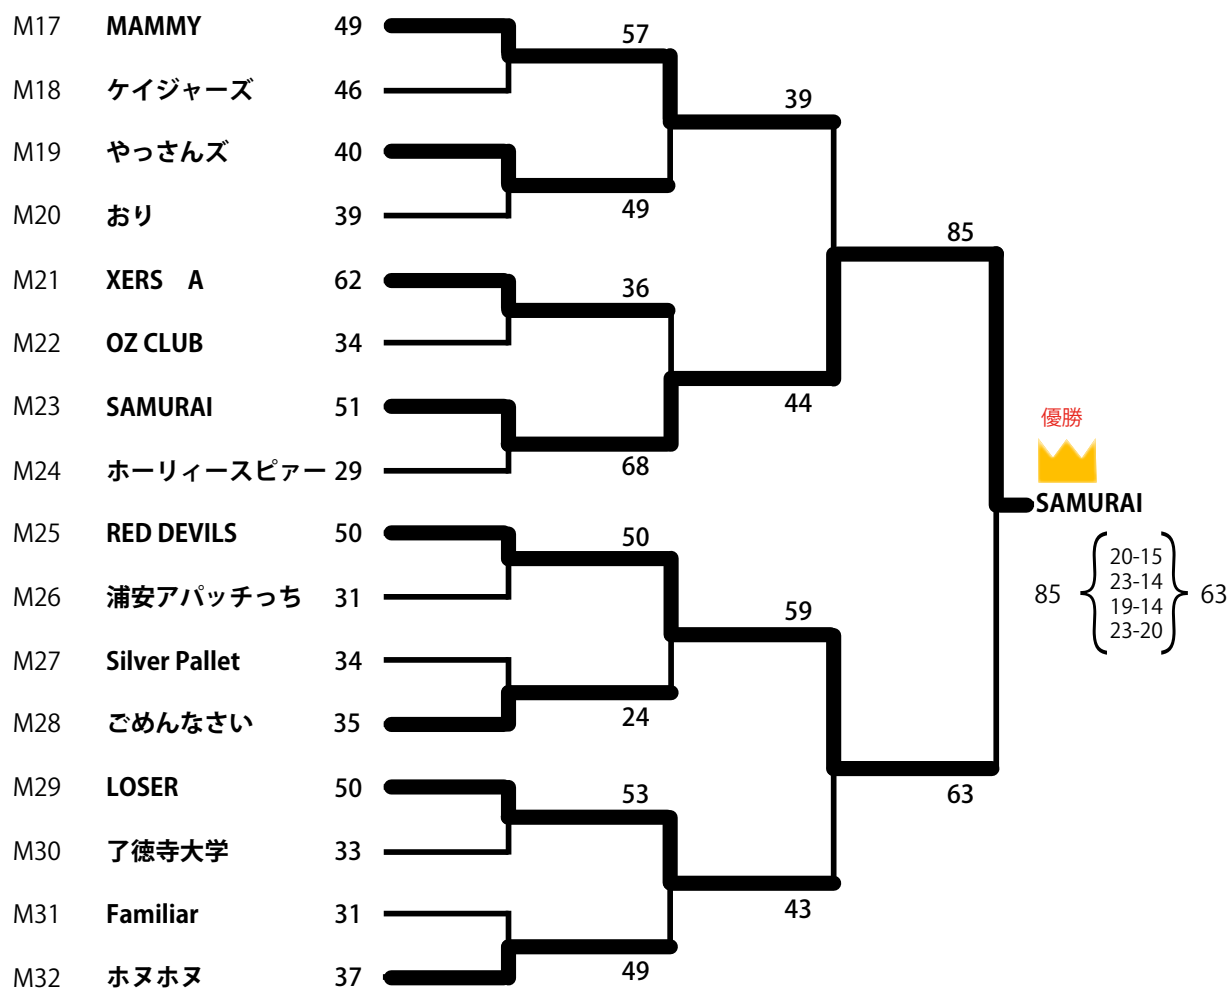 M17 MAMMY 49
57
M18 ケイジャーズ 46
39
M19 やっさんズ 40
49
M20 おり 39
85
M21 XERS　A 62
36
M22 OZ CLUB 34
44
M23 SAMURAI 51
68
M24 ホーリィースピァー 29
優勝
SAMURAI
M25 RED DEVILS 50
50
20-15
23-14
85 19-14 63
23-20
M26 浦安アパッチっち 31
59
M27 Silver Pallet 34
24
M28 ごめんなさい 35
63
M29 LOSER 50
53
M30 了徳寺大学 33
43
M31 Familiar 31
49
M32 ホヌホヌ 37